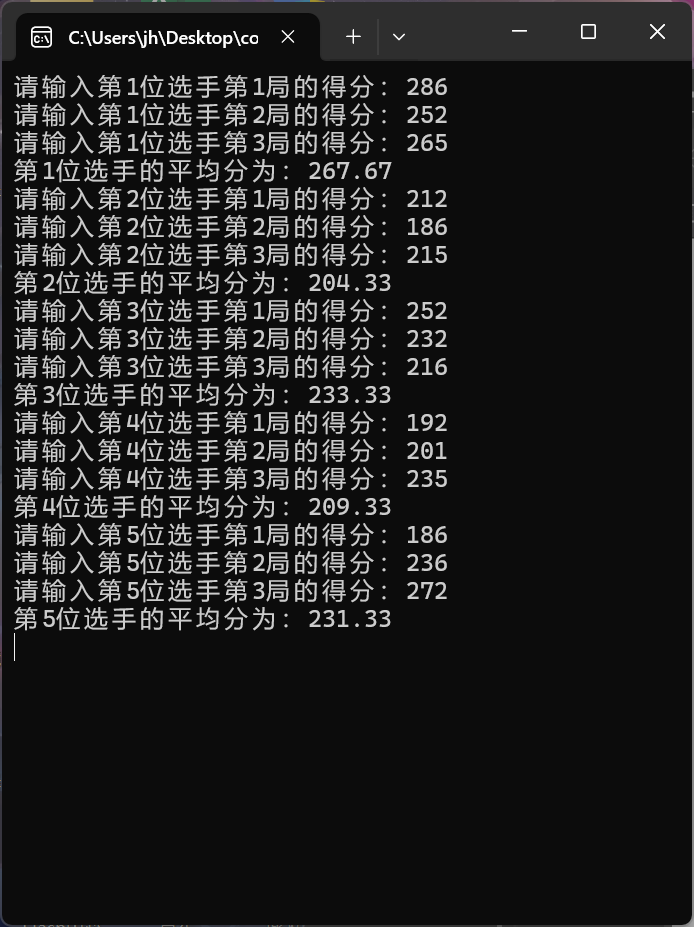 C:\Users\jh\Desktop\co
请输入第1位选手第1局的得分：286
请输入第1位选手第2局的得分：252
请输入第1位选手第3局的得分：265
第1位选手的平均分为：267.67
请输入第2位选手第1局的得分：212
请输入第2位选手第2局的得分：186
请输入第2位选手第3局的得分：215
第2位选手的平均分为：204.33
请输入第3位选手第1局的得分：252
请输入第3位选手第2局的得分：232
请输入第3位选手第3局的得分：216
第3位选手的平均分为：233.33
请输入第4位选手第1局的得分：192
请输入第4位选手第2局的得分：201
请输入第4位选手第3局的得分：235
第4位选手的平均分为：209.33
请输入第5位选手第1局的得分：186
请输入第5位选手第2局的得分：236
请输入第5位选手第3局的得分：272
第5位选手的平均分为：231.33